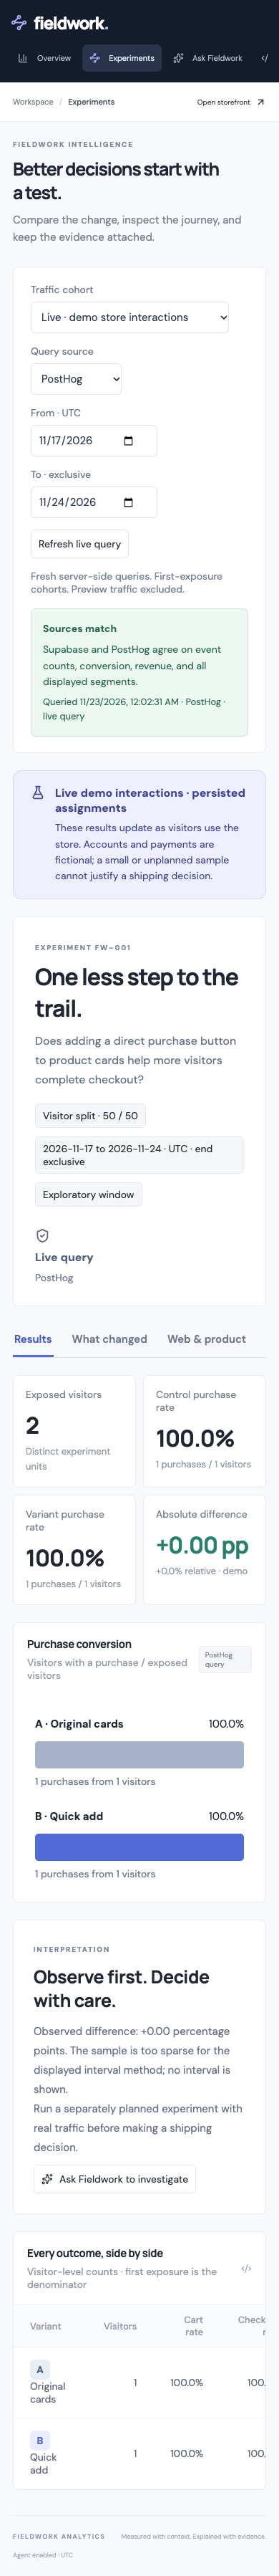 fieldwork.
Overview
Experiments
Ask Fieldwork
Workspace / Experiments
Open storefront
FIELDWORK INTELLIGENCE
Better decisions start with
a test.
Compare the change, inspect the journey, and
keep the evidence attached.
Traffic cohort
Live · demo store interactions
Query source
PostHog
From · UTC
11/17/2026
To · exclusive
11/24/2026
Refresh live query
Fresh server-side queries. First-exposure
cohorts. Preview traffic excluded.
Sources match
Supabase and PostHog agree on event
counts, conversion, revenue, and all
displayed segments.
Queried 11/23/2026, 12:02:31 AM · PostHog ·
live query
Live demo interactions · persisted
assignments
These results update as visitors use the
store. Accounts and payments are
fictional; a small or unplanned sample
cannot justify a shipping decision.
EXPERIMENT FW-001
One less step to the
trail.
Does adding a direct purchase button
to product cards help more visitors
complete checkout?
Visitor split · 50 / 50
2026-11-17 to 2026-11-24 · UTC · end
exclusive
Exploratory window
Live query
PostHog
Results
What changed
Web & product
Exposed visitors
2
Distinct experiment
units
Control purchase
rate
100.0%
1 purchases / 1 visitors
Variant purchase
rate
100.0%
1 purchases / 1 visitors
Absolute difference
+0.00 pp
+0.0% relative · demo
Purchase conversion
Visitors with a purchase / exposed
visitors
PostHog
query
A · Original cards
100.0%
1 purchases from 1 visitors
B · Quick add
100.0%
1 purchases from 1 visitors
INTERPRETATION
Observe first. Decide
with care.
Observed difference: +0.00 percentage
points. The sample is too sparse for the
displayed interval method; no interval is
shown.
Run a separately planned experiment with
real traffic before making a shipping
decision.
Ask Fieldwork to investigate
Every outcome, side by side
Visitor-level counts · first exposure is the
denominator
Variant
Visitors
Cart
rate
Check
r
A
Original
cards
1
100.0%
100.
B
Quick
add
1
100.0%
100.
FIELDWORK ANALYTICS
Measured with context. Explained with evidence.
Agent enabled · UTC